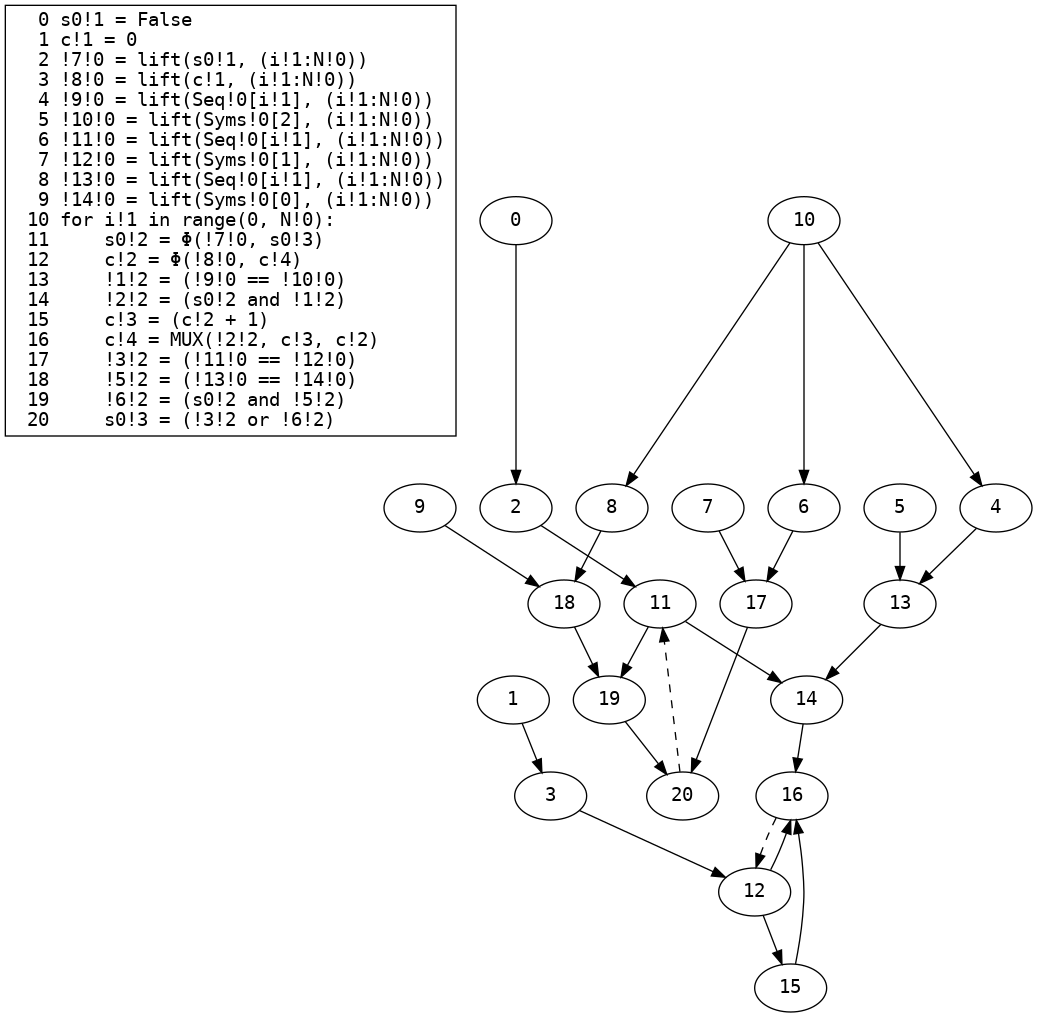 0 s0!1 = False
1 c!1 = 0
2 !7!0 = lift(s0!1, (i!1:N!0))
3 !8!0 = lift(c!1, (i!1:N!0))
4 !9!0 = lift(Seq!0[i!1], (i!1:N!0))
5 !10!0 = lift(Syms!0[2], (i!1:N!0))
6 !11!0 = lift(Seq!0[i!1], (i!1:N!0))
7 !12!0 = lift(Syms!0[1], (i!1:N!0))
8 !13!0 = lift(Seq!0[i!1], (i!1:N!0))
9 !14!0 = lift(Syms!0[0], (i!1:N!0))
10 for i!1 in range(0, N!0):
11     s0!2 = Φ(!7!0, s0!3)
12     c!2 = Φ(!8!0, c!4)
13     !1!2 = (!9!0 == !10!0)
14     !2!2 = (s0!2 and !1!2)
15     c!3 = (c!2 + 1)
16     c!4 = MUX(!2!2, c!3, c!2)
17     !3!2 = (!11!0 == !12!0)
18     !5!2 = (!13!0 == !14!0)
19     !6!2 = (s0!2 and !5!2)
20     s0!3 = (!3!2 or !6!2)
0
10
9
2
8
7
6
5
4
18
11
17
13
1
19
14
3
20
16
12
15